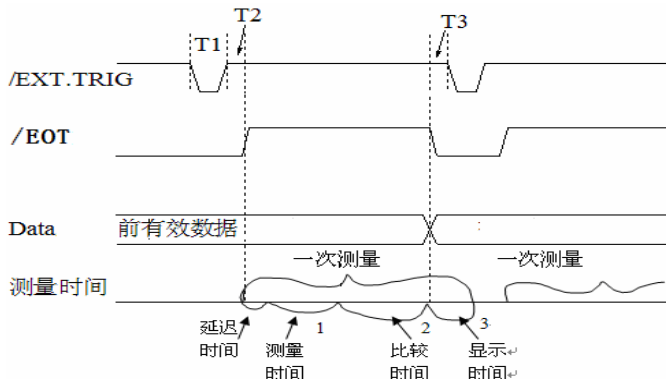 T2
T3
T1
/EXT.TRIG
/EOT
Data
前有效数据
:
一次测量
一次测量
测量时间
1
2
3
延迟
时间
测量
时间
比较
时间
显示
时间